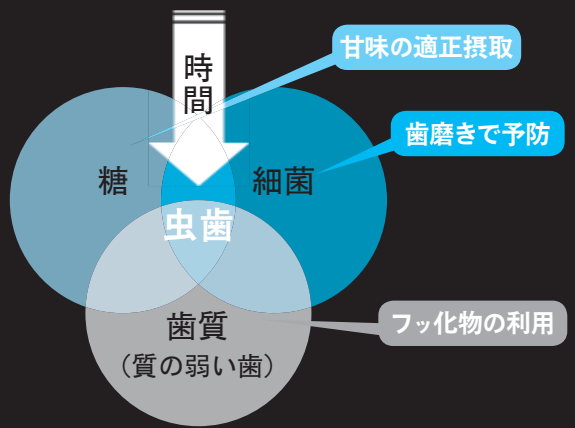 甘味の適正摂取
時間
歯磨きで予防
糖
細菌
虫歯
フッ化物の利用
歯質
（質の弱い歯）